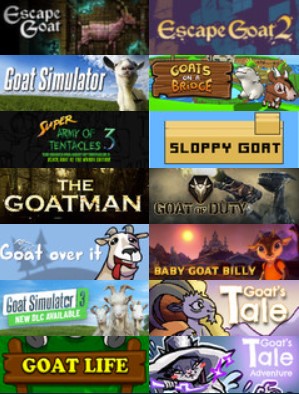 Escape
Goat
Escape Goat 2
Goat Simulator
GOATS
ON A
BRIDGE
SUPER
ARMY OF
TENTACLES 3
SLOPPY GOAT
THE
GOATMAN
GOAT OF DUTY
Goat over it
BABY GOAT BILLY
Goat Simulator 3
NEW DLC AVAILABLE
Goat's
Tale
GOAT LIFE
Goat's
Tale
Adventure